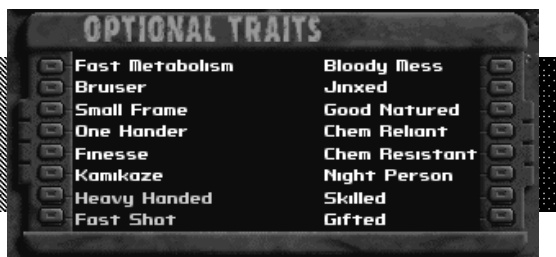 OPTIONAL TRAITS
Fast Metabolism
Bruiser
Small Frame
One Hander
Finesse
Kamikaze
Heavy Handed
Fast Shot
Bloody Mess
Jinxed
Good Natured
Chem Reliant
Chem Resistant
Night Person
Skilled
Gifted